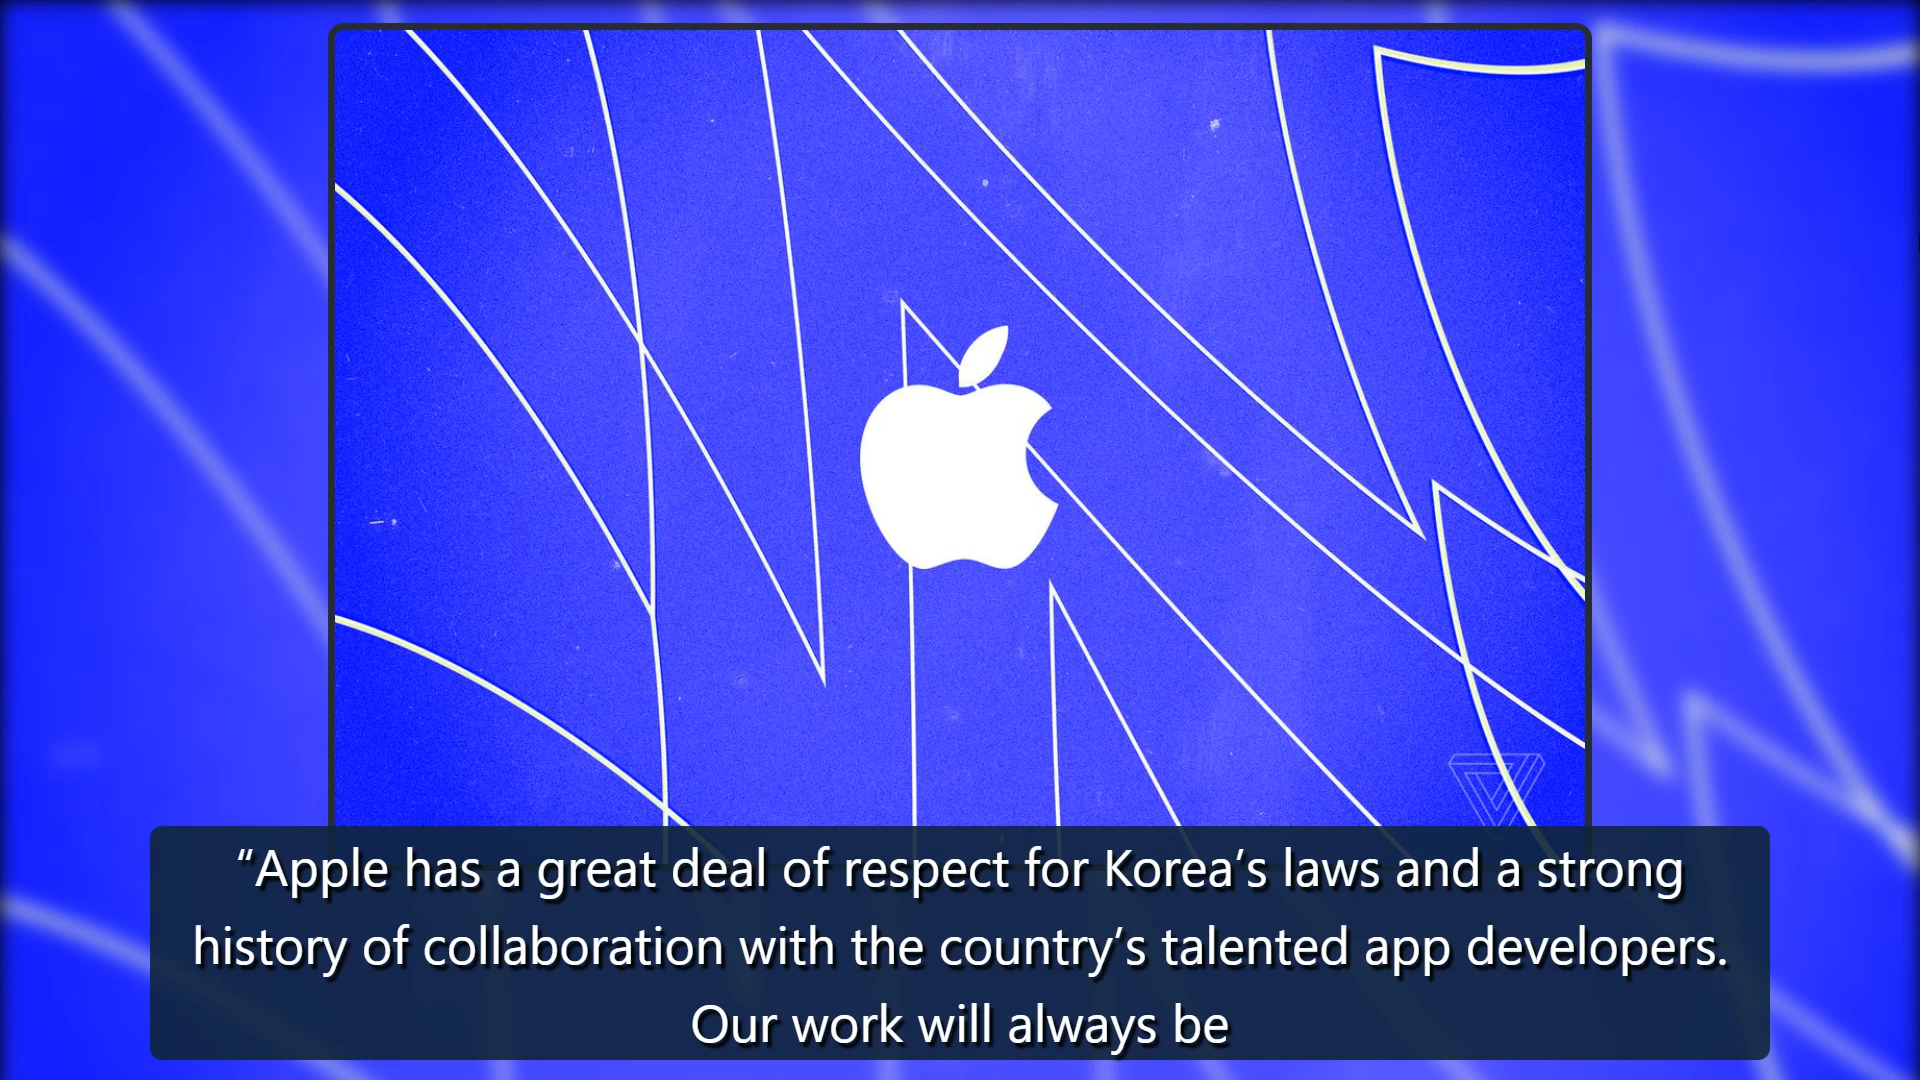 “Apple has a great deal of respect for Korea’s laws and a strong
history of collaboration with the country’s talented app developers.
Our work will always be